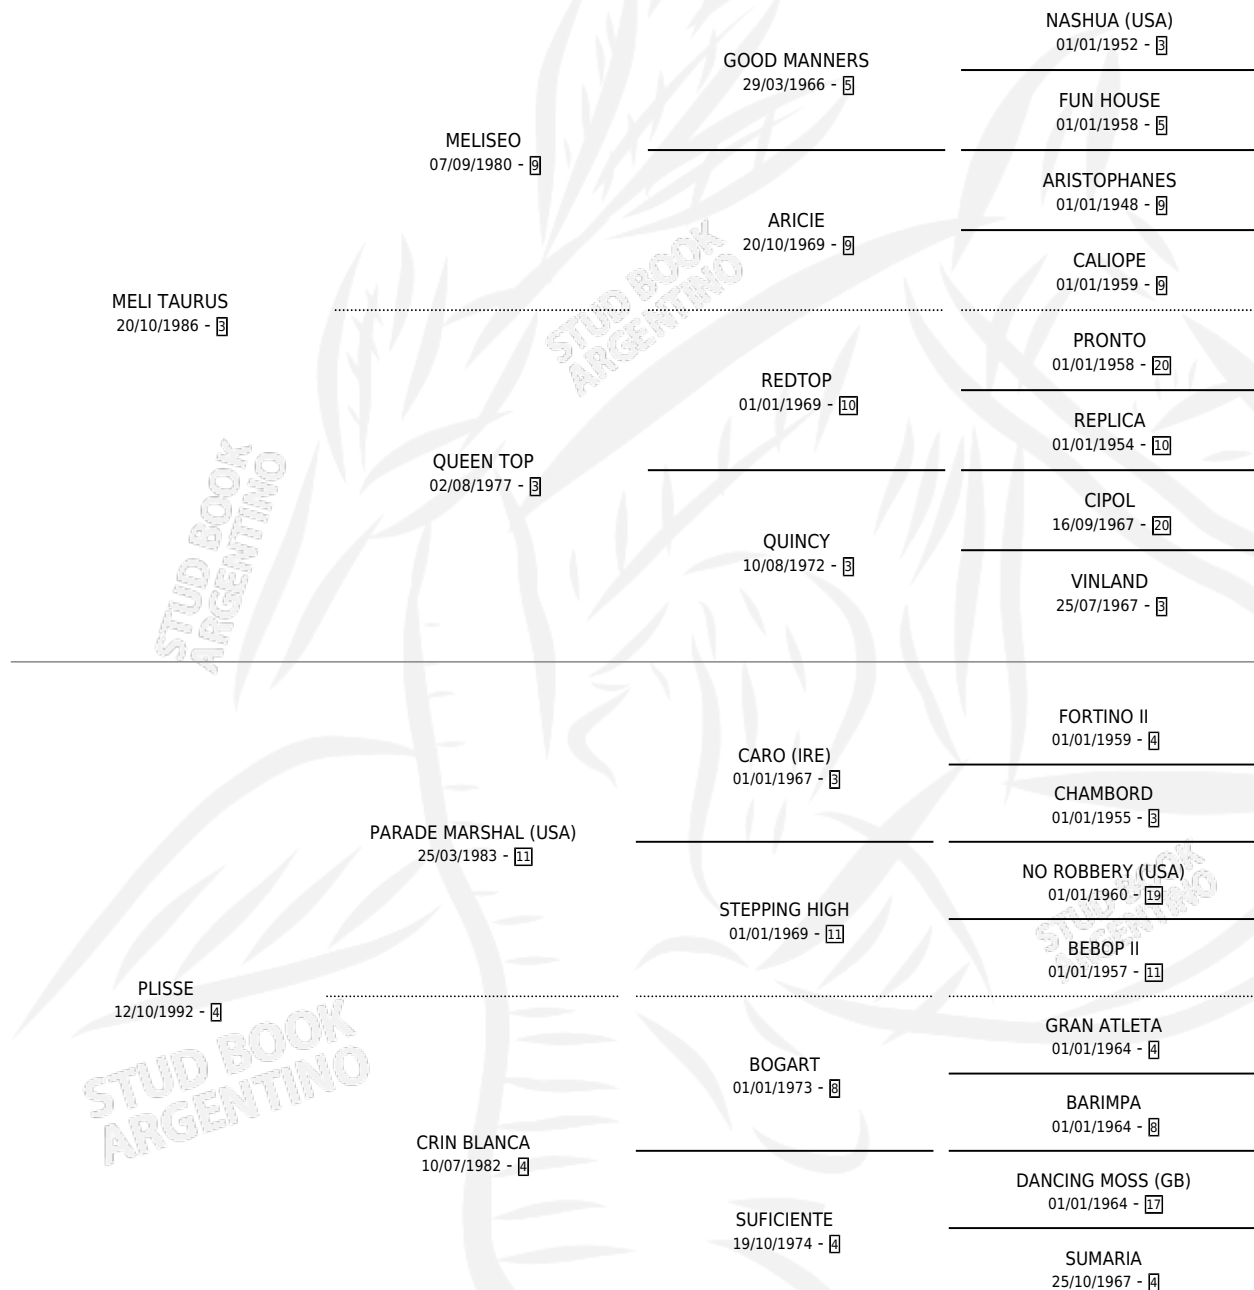 NASHUA (USA)
01/01/1952 - 3
GOOD MANNERS
29/03/1966 - 5
FUN HOUSE
01/01/1958 - 5
MELISEO
07/09/1980 - 9
ARISTOPHANES
01/01/1948 - 9
ARICIE
20/10/1969 - 9
CALIOPE
01/01/1959 - 9
MELI TAURUS
20/10/1986 - 3
STUD BOOK
ARGENTINO
PRONTO
01/01/1958 - 20
REDTOP
01/01/1969 - 10
REPLICA
01/01/1954 - 10
QUEEN TOP
02/08/1977 - 3
CIPOL
16/09/1967 - 20
QUINCY
10/08/1972 - 3
VINLAND
25/07/1967 - 3
STUD BOOK
ARGENTINO
FORTINO II
01/01/1959 - 4
CARO (IRE)
01/01/1967 - 3
CHAMBORD
01/01/1955 - 3
PARADE MARSHAL (USA)
25/03/1983 - 11
NO ROBBERY (USA)
01/01/1960 - 19
STEPPING HIGH
01/01/1969 - 11
STUD BOOK
ARGENTINO
BEBOP II
01/01/1957 - 11
PLISSE
12/10/1992 - 4
STUD BOOK
ARGENTINO
GRAN ATLETA
01/01/1964 - 4
BOGART
01/01/1973 - 8
BARIMPA
01/01/1964 - 8
CRIN BLANCA
10/07/1982 - 4
DANCING MOSS (GB)
01/01/1964 - 17
SUFICIENTE
19/10/1974 - 4
SUMARIA
25/10/1967 - 4